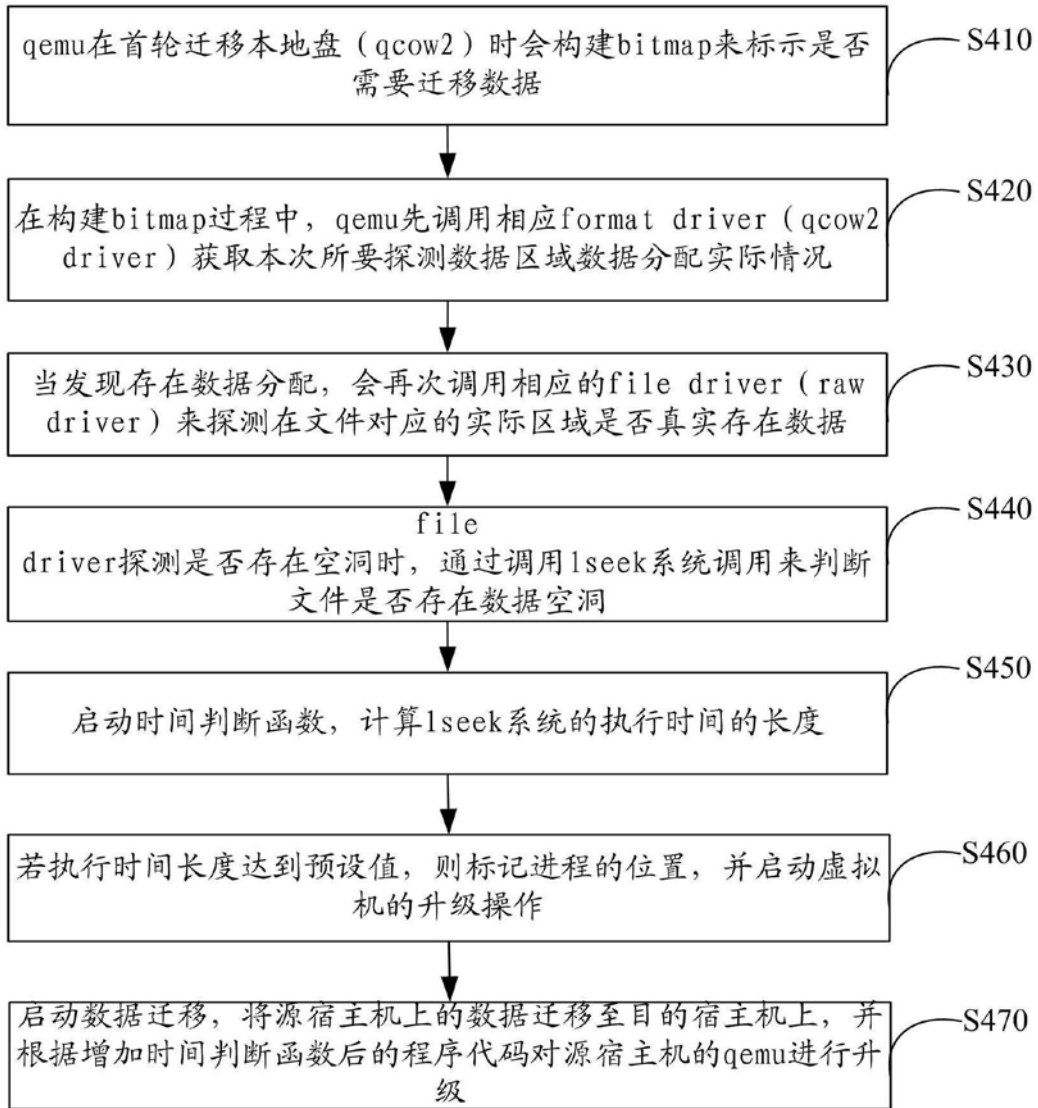 qemu在首轮迁移本地盘（qcow2）时会构建bitmap来标示是否
需要迁移数据
S410
在构建bitmap过程中，qemu先调用相应format driver（qcow2
driver）获取本次所要探测数据区域数据分配实际情况
S420
当发现存在数据分配，会再次调用相应的file driver（raw
driver）来探测在文件对应的实际区域是否真实存在数据
S430
file
driver探测是否存在空洞时，通过调用lseek系统调用来判断
文件是否存在数据空洞
S440
启动时间判断函数，计算lseek系统的执行时间的长度
S450
若执行时间长度达到预设值，则标记进程的位置，并启动虚拟
机的升级操作
S460
启动数据迁移，将源宿主机上的数据迁移至目的宿主机上，并
根据增加时间判断函数后的程序代码对源宿主机的qemu进行升
级
S470